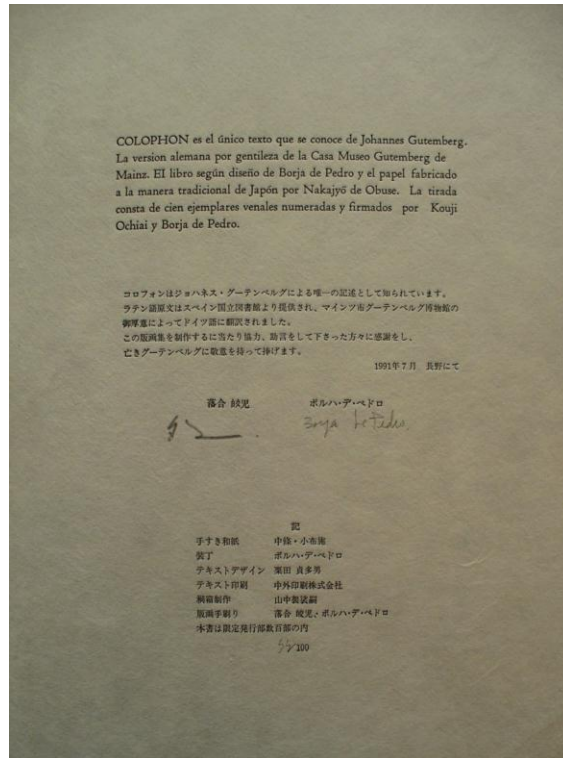 COLOPHON es el único texto que se conoce de Johannes Gutemberg.
La version alemana por gentileza de la Casa Museo Gutemberg de
Mainz. El libro según diseño de Borja de Pedro y el papel fabricado
a la manera tradicional de Japón por Nakajyō de Obuse. La tirada
consta de cien ejemplares venales numeradas y firmados por Kouji
Ochiai y Borja de Pedro.
コロフォンはジョハネス・グーテンベルグによる唯一の記述として知られています。
ラテン語原文はスペイン国立図書館より提供され、マインツ市グーテンベルグ博物館の
御厚意によってドイツ語に翻訳されました。
この版画集を制作するに当たり協力、助言をして下さった方々に感謝をし、
亡きグーテンベルグに敬意を持って捧げます。
1991年7月 長野にて
落合 皎児 ボルハ・デ・ペドロ
Borja de Pedro
記
手すき和紙 中條・小布施
装丁 ボルハ・デ・ペドロ
テキストデザイン 栗田 貞多男
テキスト印刷 中外印刷株式会社
製作 山中
版画手刷り 落合 皎児・ボルハ・デ・ペドロ
本書は限定発行部数百部の内
55/100